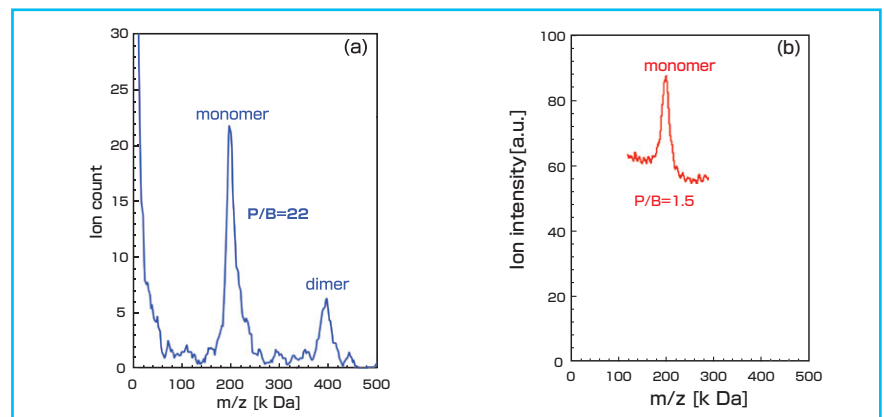 (a)
30
25
20
15
10
5
0
Ion count
monomer
P/B=22
dimer
0 100 200 300 400 500
m/z [k Da]
(b)
100
80
60
40
20
0
Ion intensity[a.u.]
monomer
P/B=1.5
0 100 200 300 400 500
m/z [k Da]